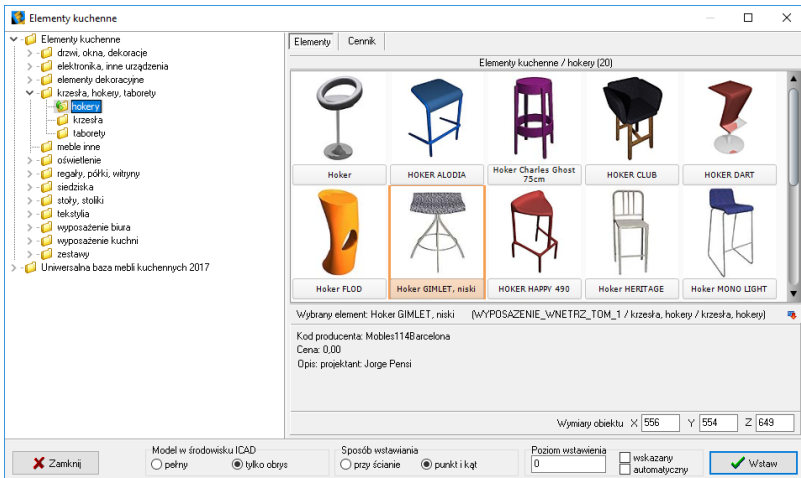 Elementy kuchenne
Elementy kuchenne
drzwi, okna, dekoracje
elektronika, inne urządzenia
elementy dekoracyjne
krzesła, hokery, taborety
hokery
krzesła
taborety
meble inne
oświetlenie
regały, półki, witryny
siedziska
stoły, stoliki
tekstylia
wyposażenie biura
wyposażenie kuchni
zestawy
Uniwersalna baza mebli kuchennych 2017
Elementy Cennik
Elementy kuchenne / hokery (20)
Hoker
HOKER ALODIA
Hoker Charles Ghost
75cm
HOKER CLUB
HOKER DART
Hoker FLOD
Hoker GIMLET, niski
HOKER HAPPY 490
Hoker HERITAGE
Hoker MONO LIGHT
Wybrany element: Hoker GIMLET, niski (WYPOSAZENIE_WNETRZ_TOM_1 / krzesła, hokery / krzesła, hokery)
Kod producenta: Mobles114Barcelona
Cena: 0,00
Opis: projektant: Jorge Pensi
Wymiary obiektu X 556 Y 554 Z 649
Zamknij
Model w środowisku ICAD
pełny tylko obrys
Sposób wstawiania
przy ścianie punkt i kąt
Poziom wstawienia
0
wskazany
automatyczny
Wstaw